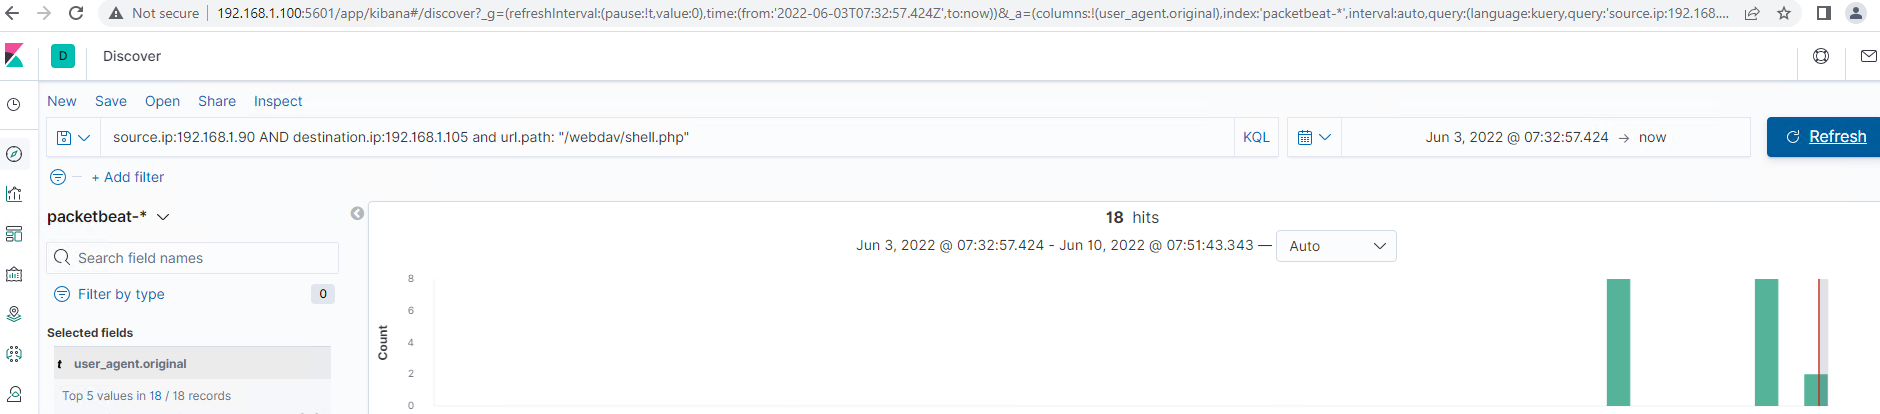 Not secure
192.168.1.100:5601/app/kibana#/discover?_g=(refreshInterval:(pause:!t,value:0),time:(from:'2022-06-03T07:32:57.424Z',to:now))&_a=(columns:!(user_agent.original),index:'packetbeat-*',interval:auto,query:(language:kuery,query:'source.ip:192.168....
D
Discover
New Save Open Share Inspect
source.ip:192.168.1.90 AND destination.ip:192.168.1.105 and url.path: "/webdav/shell.php"
KQL
Jun 3, 2022 @ 07:32:57.424 → now
Refresh
+ Add filter
packetbeat-*
Search field names
Filter by type 0
Selected fields
t user_agent.original
Top 5 values in 18 / 18 records
18 hits
Jun 3, 2022 @ 07:32:57.424 - Jun 10, 2022 @ 07:51:43.343 —
Auto
Count
8
6
4
2
0